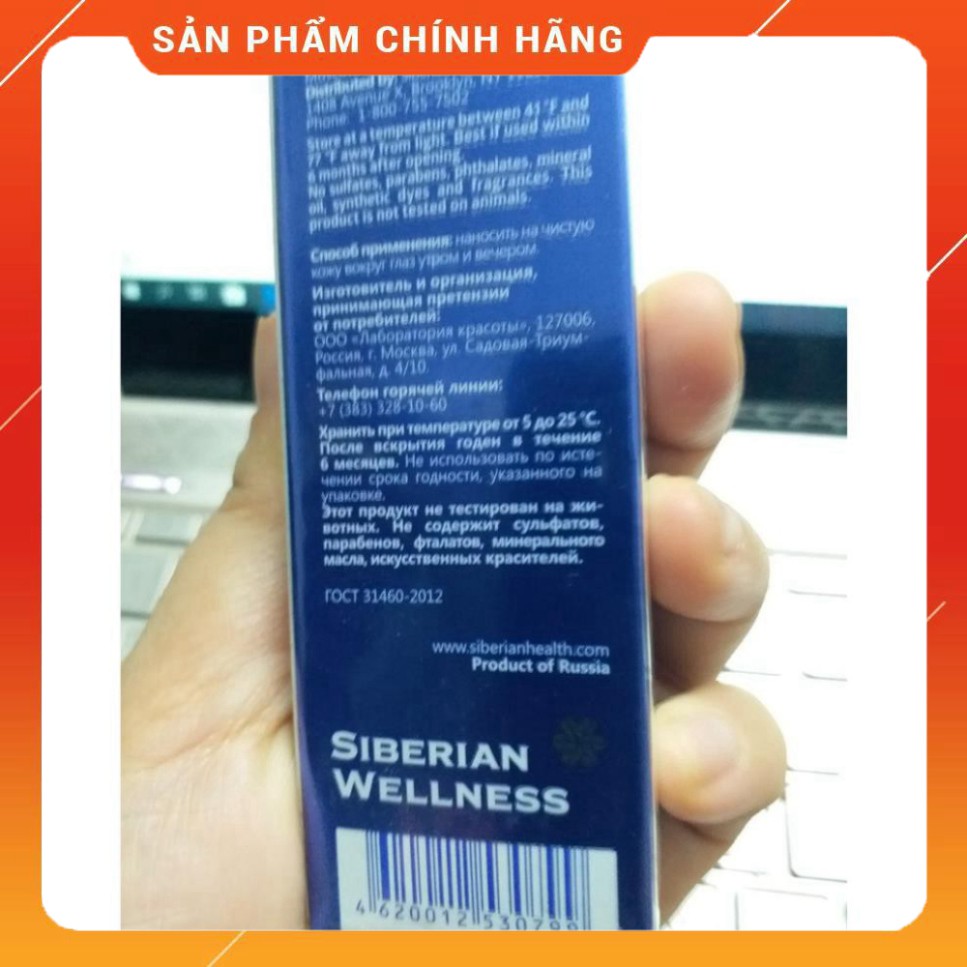 SẢN PHẨM CHÍNH HÃNG
Distributed by:
1408 Avenue X, Brooklyn, NY
Phone: 1-800-755-7502
Store at a temperature between 41 °F and
77 °F away from light. Best if used within
6 months after opening.
No sulfates, parabens, phthalates, mineral
oil, synthetic dyes and fragrances. This
product is not tested on animals.
Способ применения: наносить на чистую
кожу вокруг глаз утром и вечером.
Изготовитель и организация,
принимающая претензии
от потребителей:
ООО «Лаборатория красоты», 127006,
Россия, г. Москва, ул. Садовая-Триум-
фальная, д. 4/10.
Телефон горячей линии:
+7 (383) 328-10-60
Хранить при температуре от 5 до 25 °С.
После вскрытия годен в течение
6 месяцев. Не использовать по исте-
чении срока годности, указанного на
упаковке.
Этот продукт не тестирован на жи-
вотных. Не содержит сульфатов,
парабенов, фталатов, минерального
масла, искусственных красителей.
ГОСТ 31460-2012
www.siberianhealth.com
Product of Russia
SIBERIAN
WELLNESS
4 620012 530799